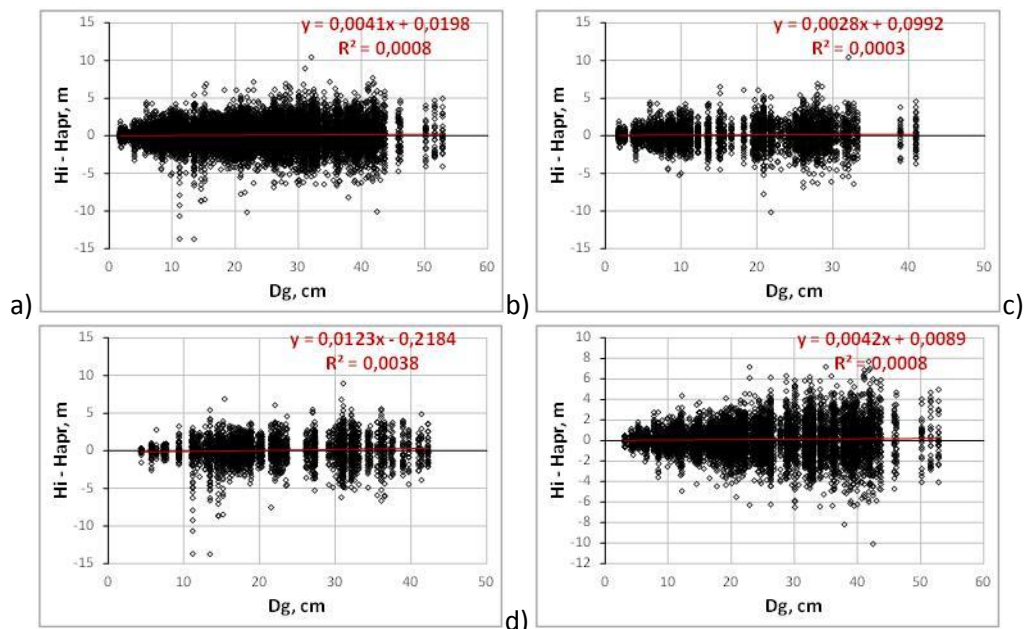 y = 0,0041x + 0,0198
R² = 0,0008
15
10
5
0
-5
-10
-15
Hi - Hapr, m
0 10 20 30 40 50 60
Dg, cm
a)
y = 0,0028x + 0,0992
R² = 0,0003
15
10
5
0
-5
-10
-15
Hi - Hapr, m
0 10 20 30 40 50
Dg, cm
b)
c)
y = 0,0123x - 0,2184
R² = 0,0038
15
10
5
0
-5
-10
-15
Hi - Hapr, m
0 10 20 30 40 50
Dg, cm
y = 0,0042x + 0,0089
R² = 0,0008
10
8
6
4
2
0
-2
-4
-6
-8
-10
-12
Hi - Hapr, m
0 10 20 30 40 50 60
Dg, cm
d)